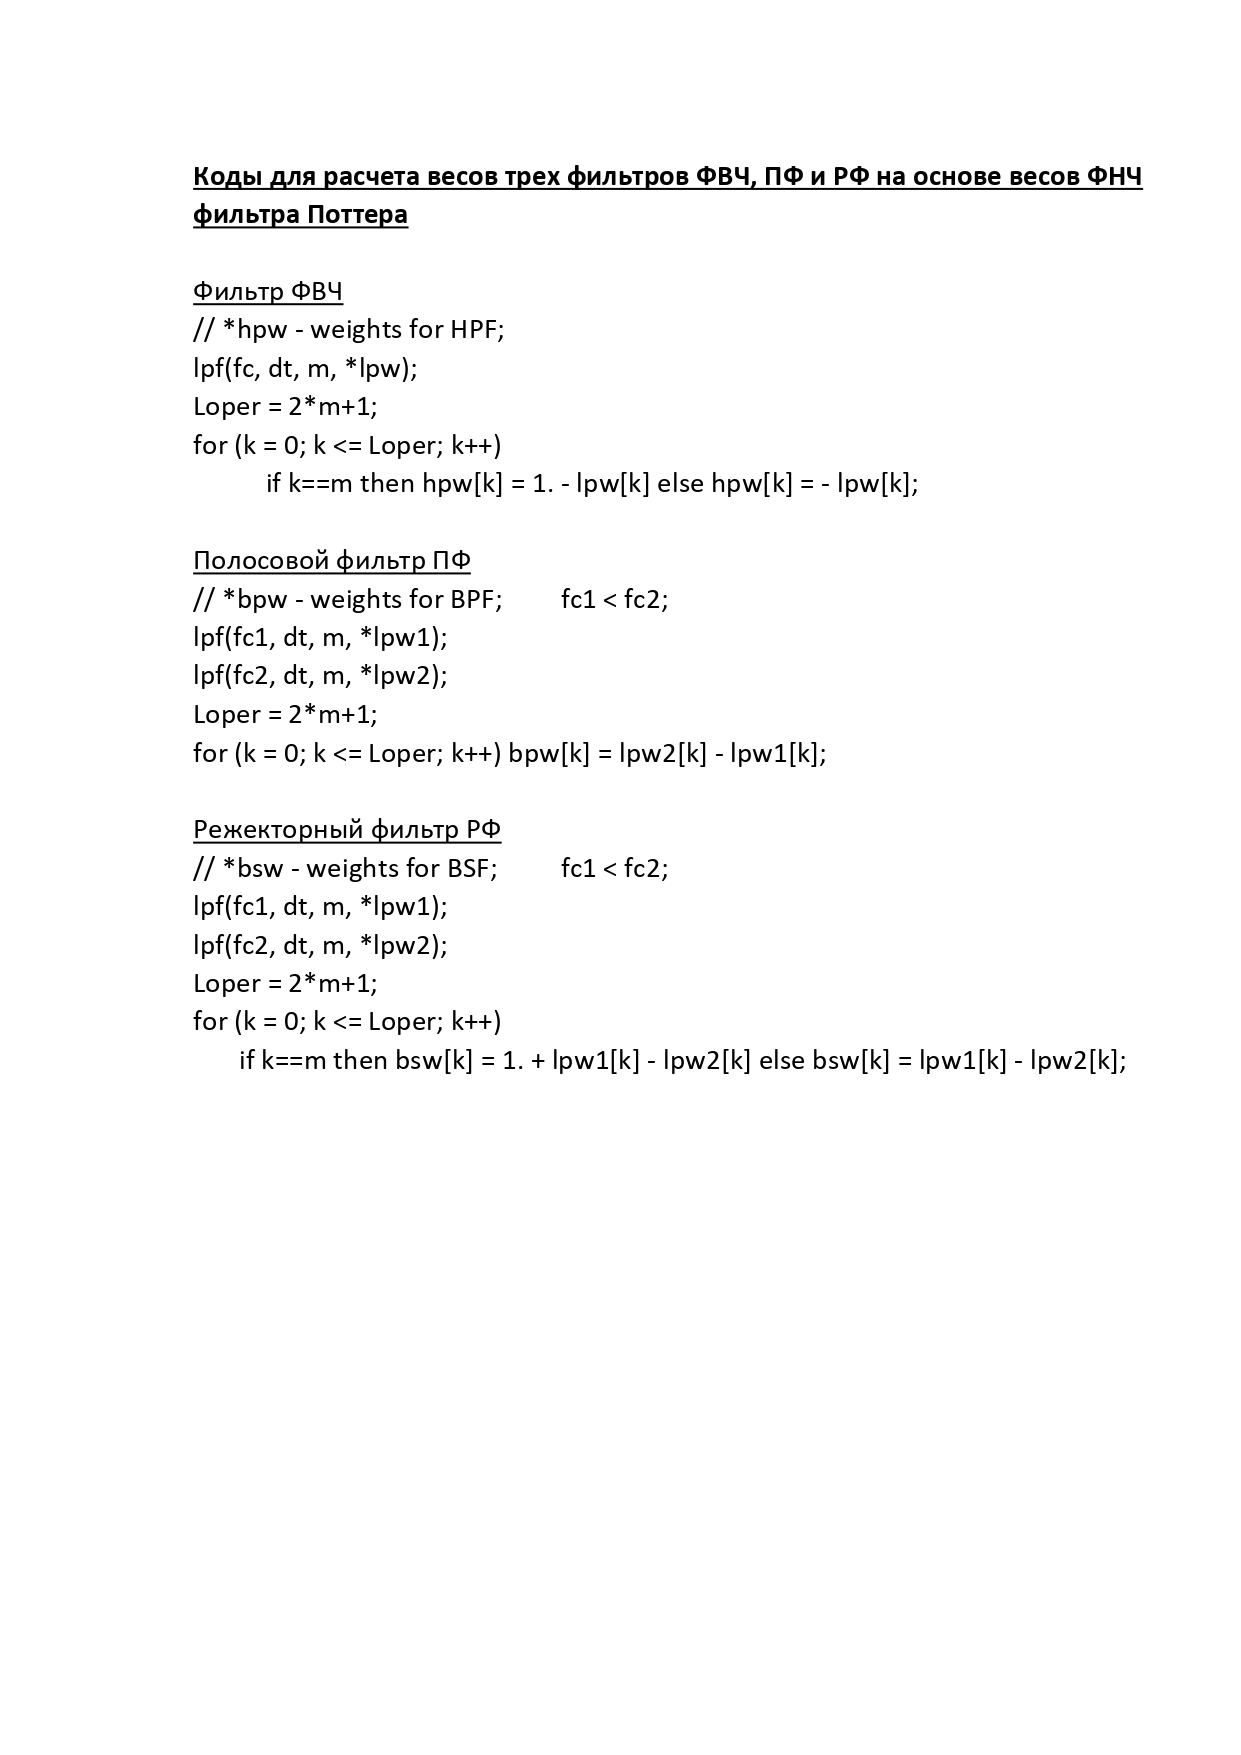 Коды для расчета весов трех фильтров ФВЧ, ПФ и РФ на основе весов ФНЧ
фильтра Поттера
Фильтр ФВЧ
// *hpw - weights for HPF;
lpf(fc, dt, m, *lpw);
Loper = 2*m+1;
for (k = 0; k <= Loper; k++)
if k==m then hpw[k] = 1. - lpw[k] else hpw[k] = - lpw[k];
Полосовой фильтр ПФ
// *bpw - weights for BPF; fc1 < fc2;
lpf(fc1, dt, m, *lpw1);
lpf(fc2, dt, m, *lpw2);
Loper = 2*m+1;
for (k = 0; k <= Loper; k++) bpw[k] = lpw2[k] - lpw1[k];
Режекторный фильтр РФ
// *bsw - weights for BSF; fc1 < fc2;
lpf(fc1, dt, m, *lpw1);
lpf(fc2, dt, m, *lpw2);
Loper = 2*m+1;
for (k = 0; k <= Loper; k++)
if k==m then bsw[k] = 1. + lpw1[k] - lpw2[k] else bsw[k] = lpw1[k] - lpw2[k];